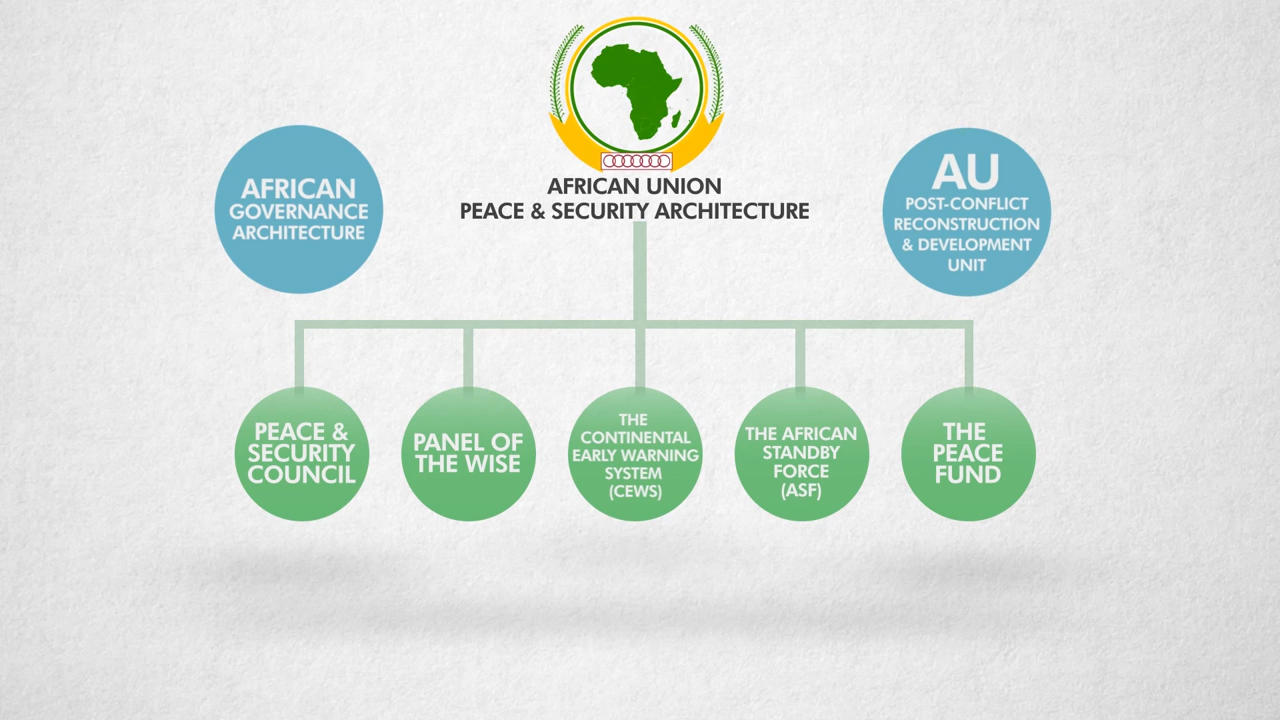 AFRICAN UNION
PEACE & SECURITY ARCHITECTURE
AFRICAN
GOVERNANCE
ARCHITECTURE
AU
POST-CONFLICT
RECONSTRUCTION
& DEVELOPMENT
UNIT
PEACE &
SECURITY
COUNCIL
PANEL OF
THE WISE
THE
CONTINENTAL
EARLY WARNING
SYSTEM
(CEWS)
THE AFRICAN
STANDBY
FORCE
(ASF)
THE
PEACE
FUND